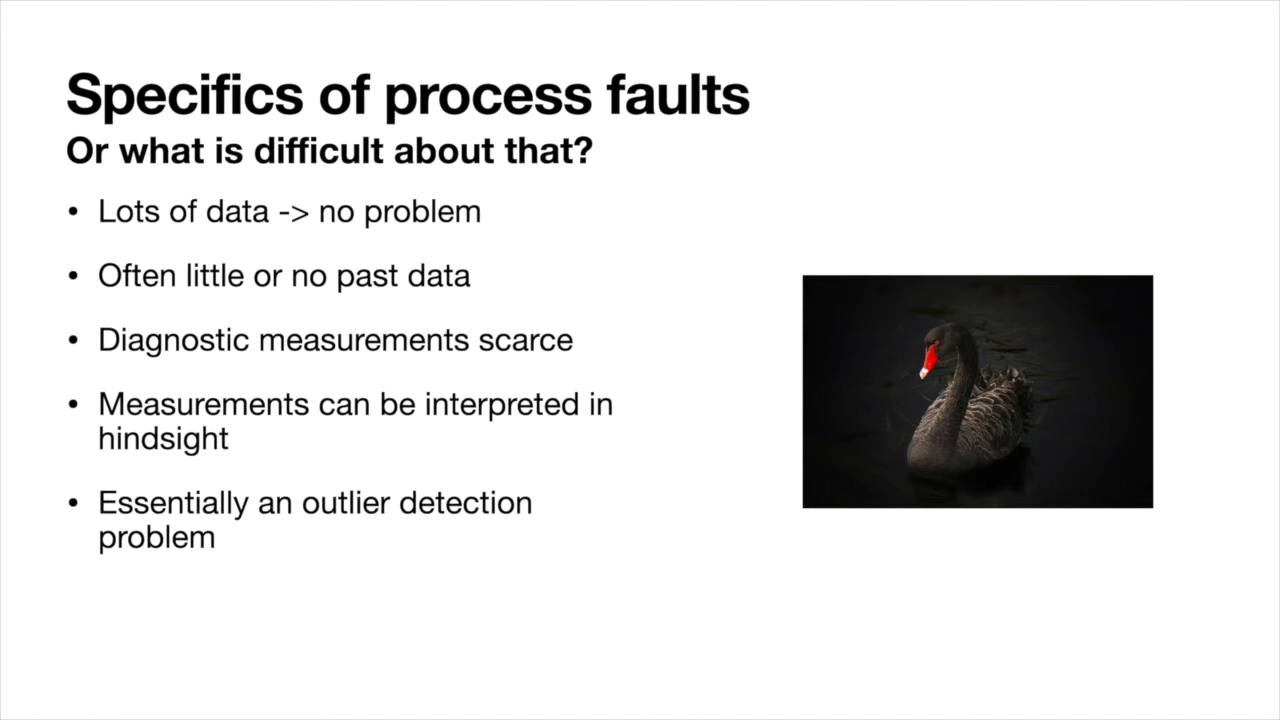 Specifics of process faults
Or what is difficult about that?
• Lots of data -> no problem
• Often little or no past data
• Diagnostic measurements scarce
• Measurements can be interpreted in
hindsight
• Essentially an outlier detection
problem